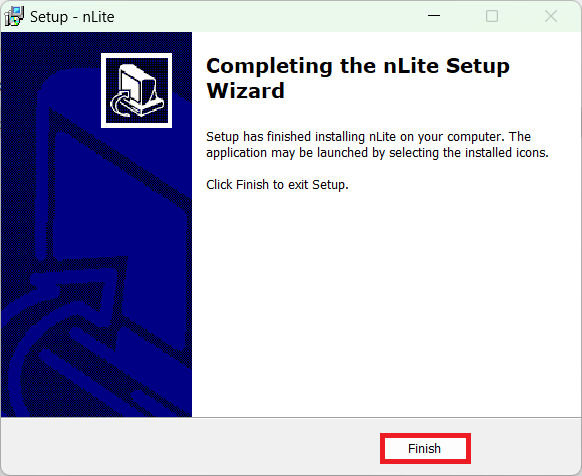 Setup - nLite
Completing the nLite Setup
Wizard
Setup has finished installing nLite on your computer. The
application may be launched by selecting the installed icons.
Click Finish to exit Setup.
Finish